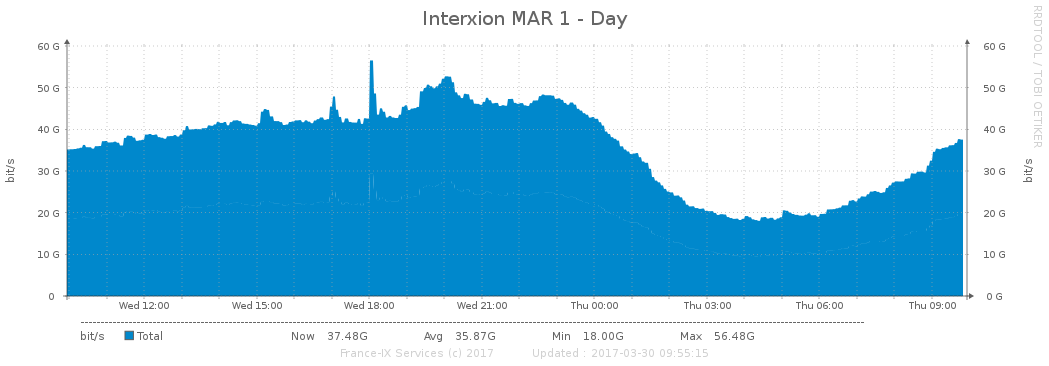 Interxion MAR 1 - Day
RRDTOOL / TOBI OETIKER
60 G 60 G
50 G 50 G
40 G 40 G
30 G 30 G
20 G 20 G
10 G 10 G
0 0 G
bit/s
bit/s
Wed 12:00 Wed 15:00 Wed 18:00 Wed 21:00 Thu 00:00 Thu 03:00 Thu 06:00 Thu 09:00
bit/s Total Now 37.48G Avg 35.87G Min 18.00G Max 56.48G
France-IX Services (c) 2017 Updated : 2017-03-30 09:55:15